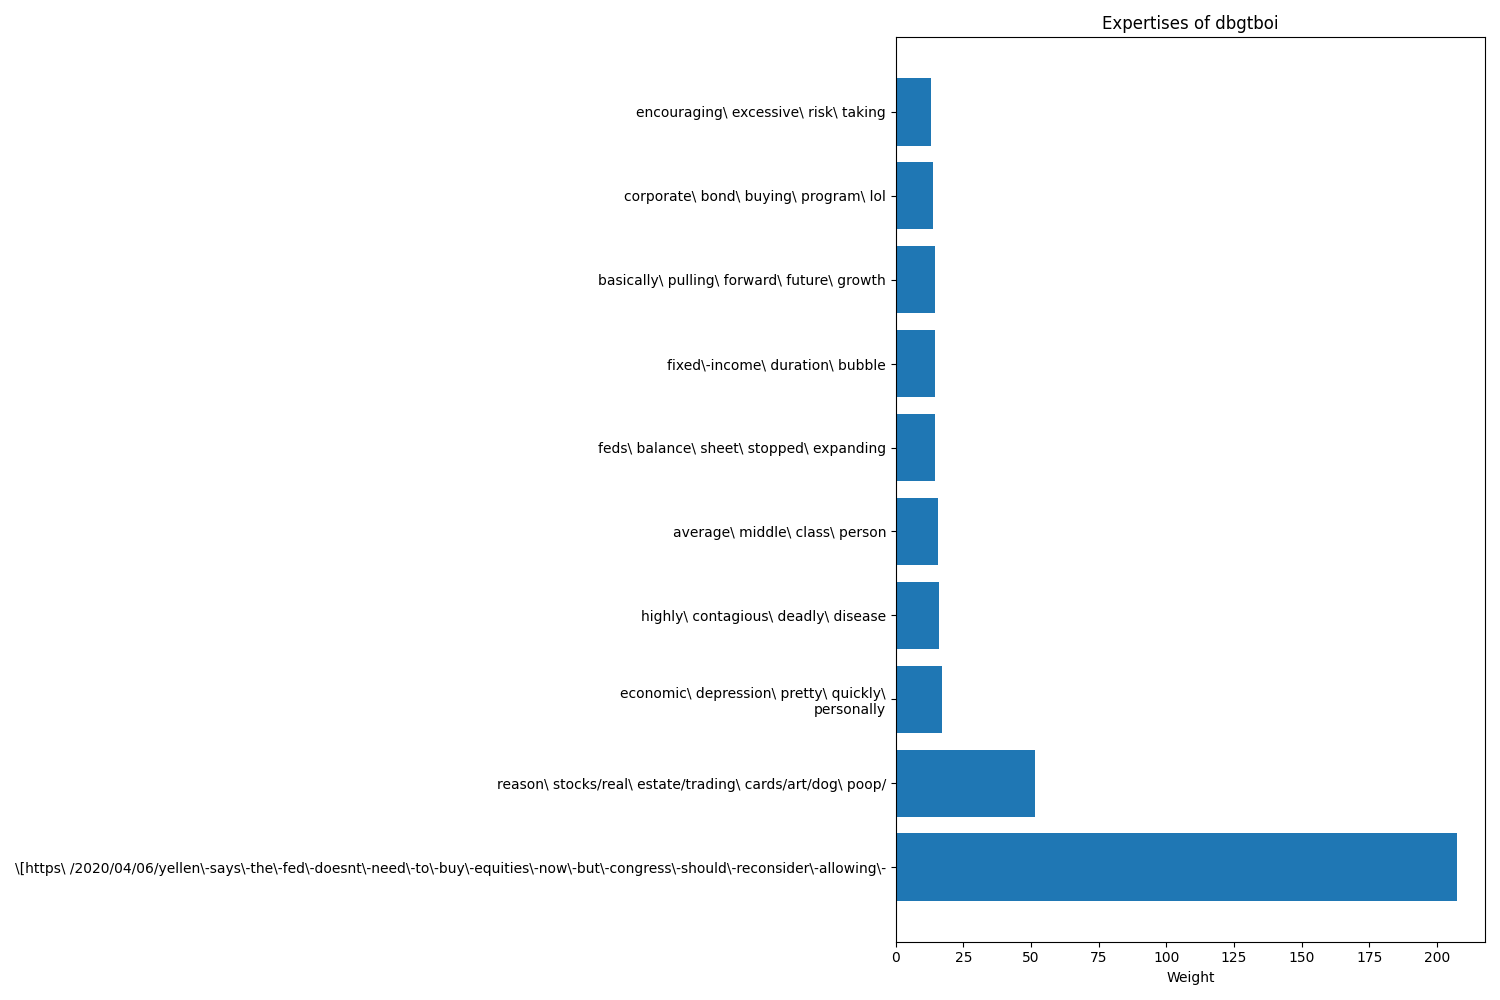 Expertises of dbgtboi
encouraging\ excessive\ risk\ taking
corporate\ bond\ buying\ program\ lol
basically\ pulling\ forward\ future\ growth
fixed\-income\ duration\ bubble
feds\ balance\ sheet\ stopped\ expanding
average\ middle\ class\ person
highly\ contagious\ deadly\ disease
economic\ depression\ pretty\ quickly\
personally
reason\ stocks/real\ estate/trading\ cards/art/dog\ poop/
\[https\ /2020/04/06/yellen\-says\-the\-fed\-doesnt\-need\-to\-buy\-equities\-now\-but\-congress\-should\-reconsider\-allowing\-
0 25 50 75 100 125 150 175 200
Weight